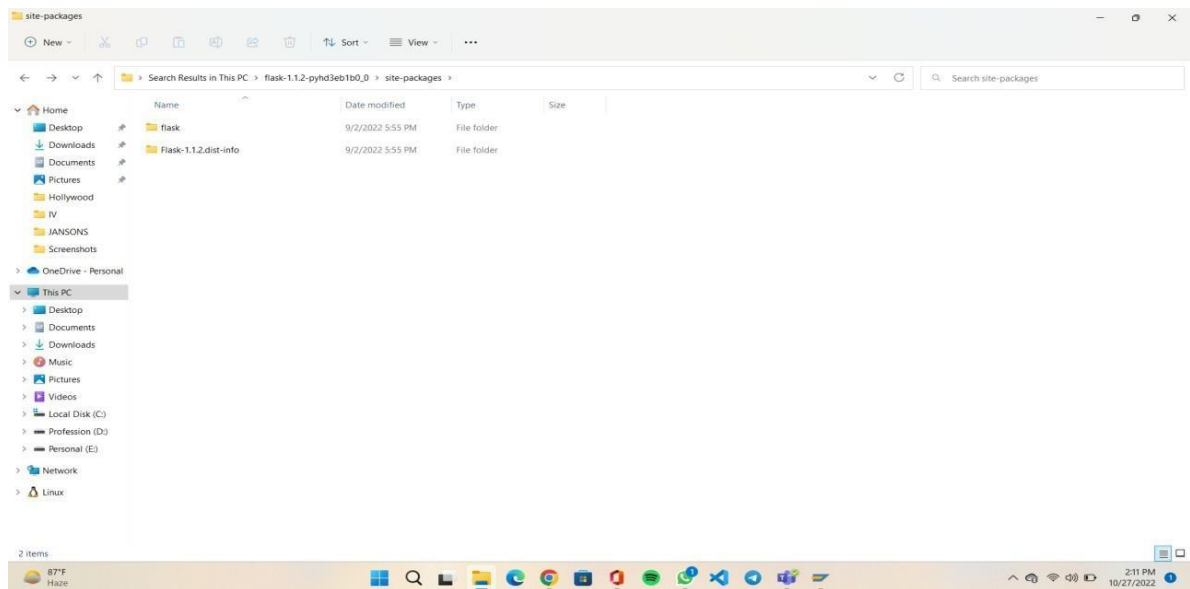 site-packages
New
Sort
View
Search Results in This PC > flask-1.1.2-pyhd3eb1b0_0 > site-packages >
Search site-packages
Name Date modified Type Size
flask 9/2/2022 5:55 PM File folder
Flask-1.1.2.dist-info 9/2/2022 5:55 PM File folder
Home
Desktop
Downloads
Documents
Pictures
Hollywood
IV
JANSONS
Screenshots
OneDrive - Personal
This PC
Desktop
Documents
Downloads
Music
Pictures
Videos
Local Disk (C:)
Profession (D:)
Personal (E:)
Network
Linux
2 items
87°F
Haze
1
2:11 PM
10/27/2022
1